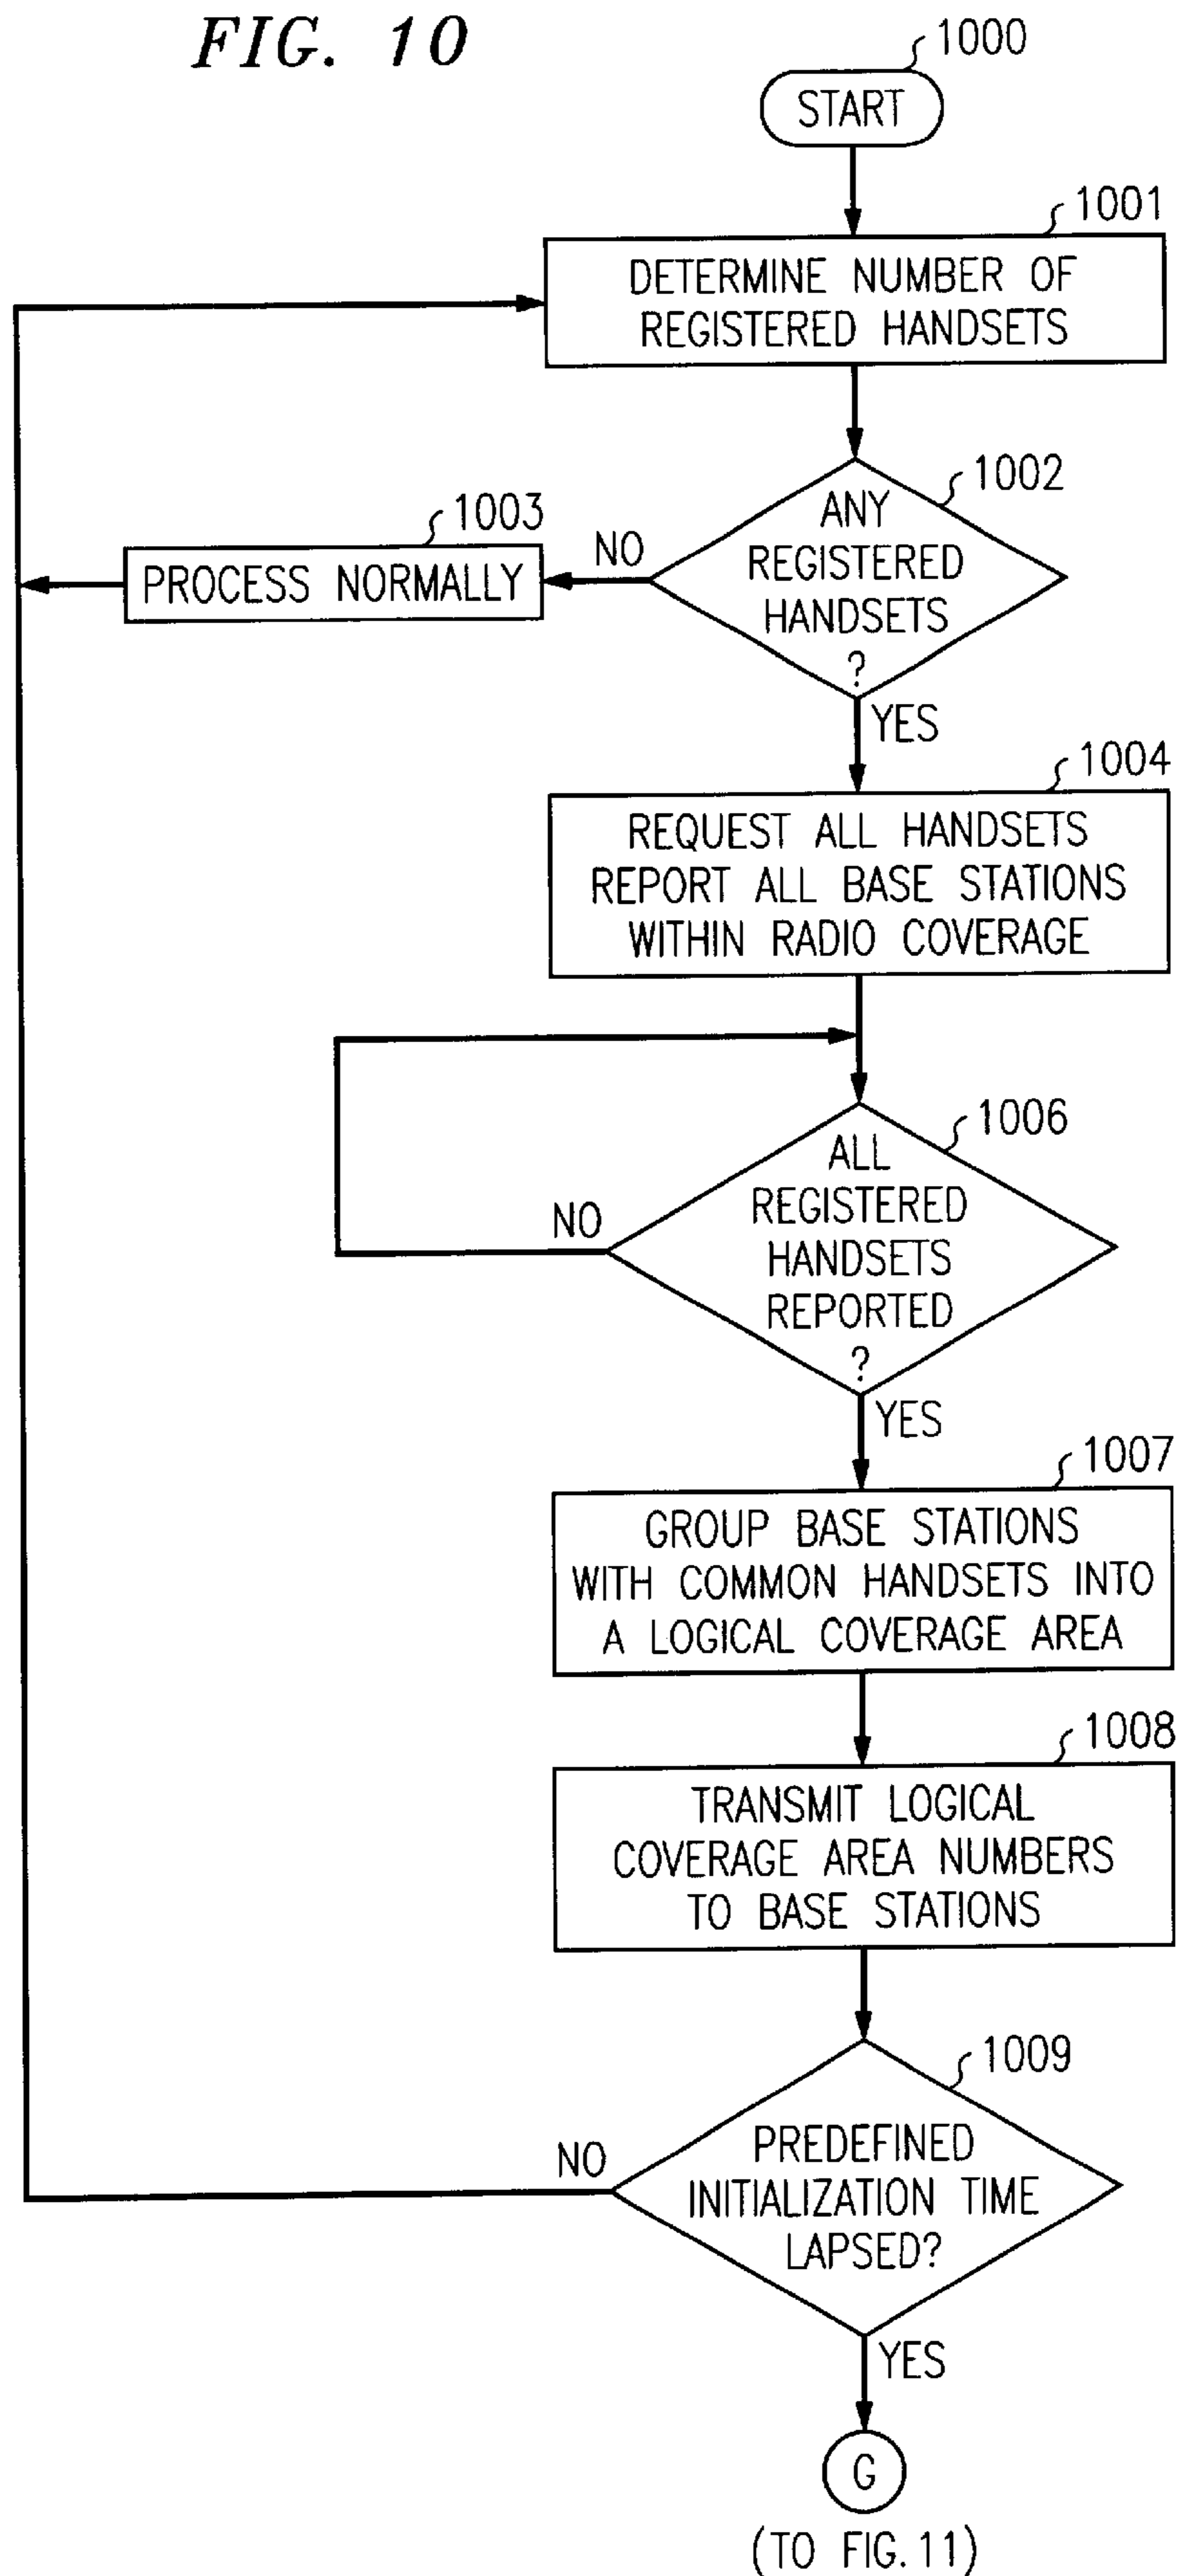 FIG. 10
1000
START
1001
DETERMINE NUMBER OF
REGISTERED HANDSETS
1002
ANY
REGISTERED
HANDSETS
?
NO
1003
PROCESS NORMALLY
YES
1004
REQUEST ALL HANDSETS
REPORT ALL BASE STATIONS
WITHIN RADIO COVERAGE
1006
ALL
REGISTERED
HANDSETS
REPORTED
?
NO
YES
1007
GROUP BASE STATIONS
WITH COMMON HANDSETS INTO
A LOGICAL COVERAGE AREA
1008
TRANSMIT LOGICAL
COVERAGE AREA NUMBERS
TO BASE STATIONS
1009
PREDEFINED
INITIALIZATION TIME
LAPSED?
NO
YES
G
(TO FIG. 11)